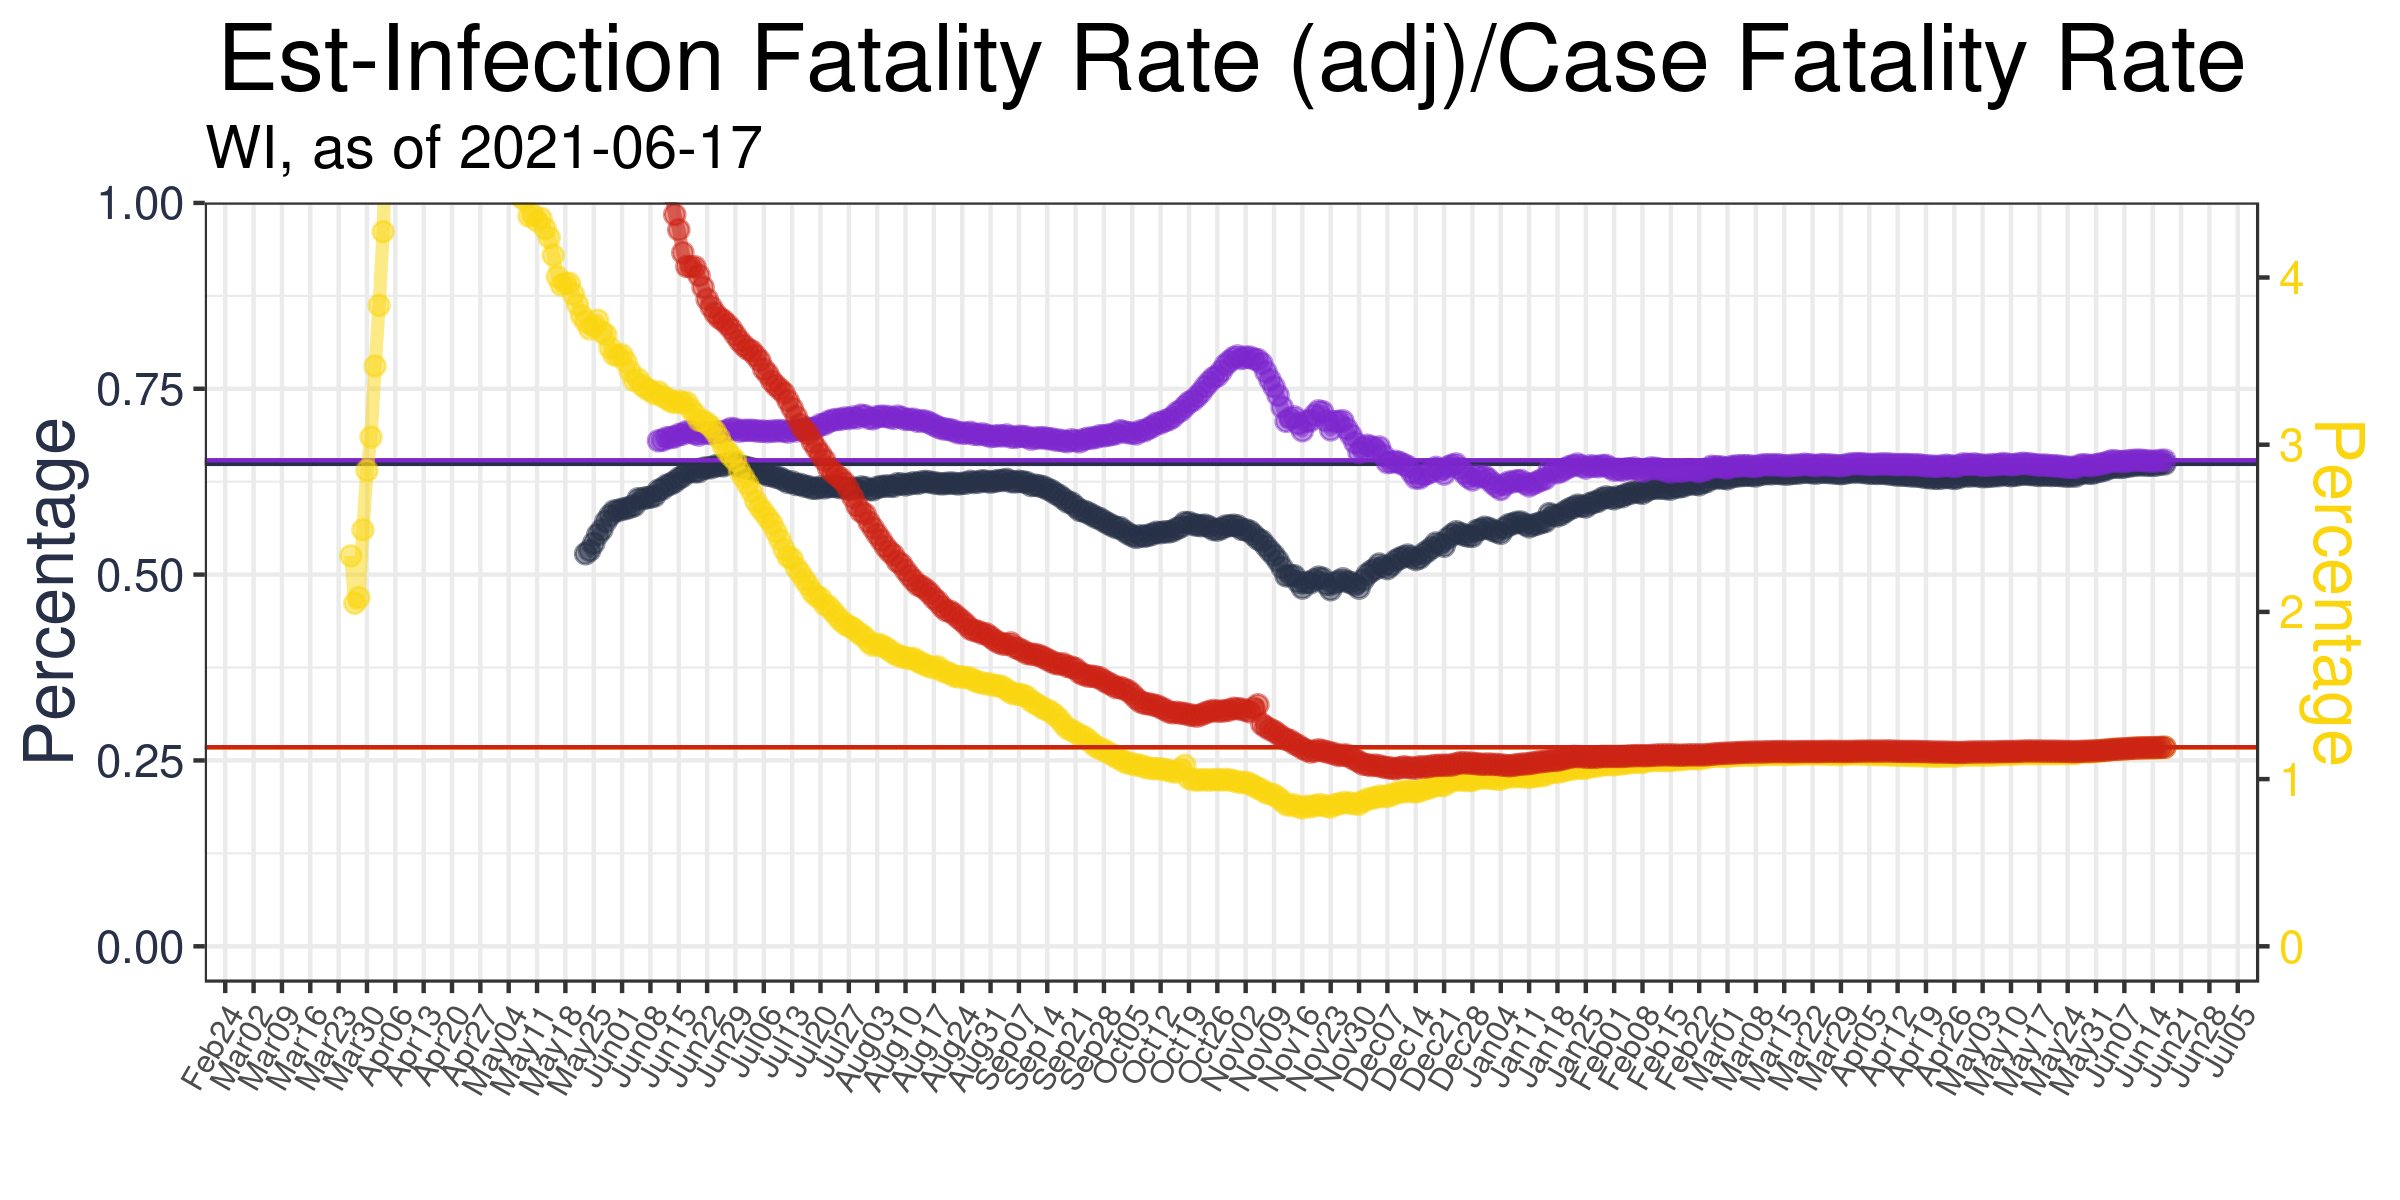 Est-Infection Fatality Rate (adj)/Case Fatality Rate
WI, as of 2021-06-17
Percentage
1.00
0.75
0.50
0.25
0.00
Percentage
4
3
2
1
0
Feb24
Mar02
Mar09
Mar16
Mar23
Mar30
Apr06
Apr13
Apr20
Apr27
May04
May11
May18
May25
Jun01
Jun08
Jun15
Jun22
Jun29
Jul06
Jul13
Jul20
Jul27
Aug03
Aug10
Aug17
Aug24
Aug31
Sep07
Sep14
Sep21
Sep28
Oct05
Oct12
Oct19
Oct26
Nov02
Nov09
Nov16
Nov23
Nov30
Dec07
Dec14
Dec21
Dec28
Jan04
Jan11
Jan18
Jan25
Feb01
Feb08
Feb15
Feb22
Mar01
Mar08
Mar15
Mar22
Mar29
Apr05
Apr12
Apr19
Apr26
May03
May10
May17
May24
May31
Jun07
Jun14
Jun21
Jun28
Jul05